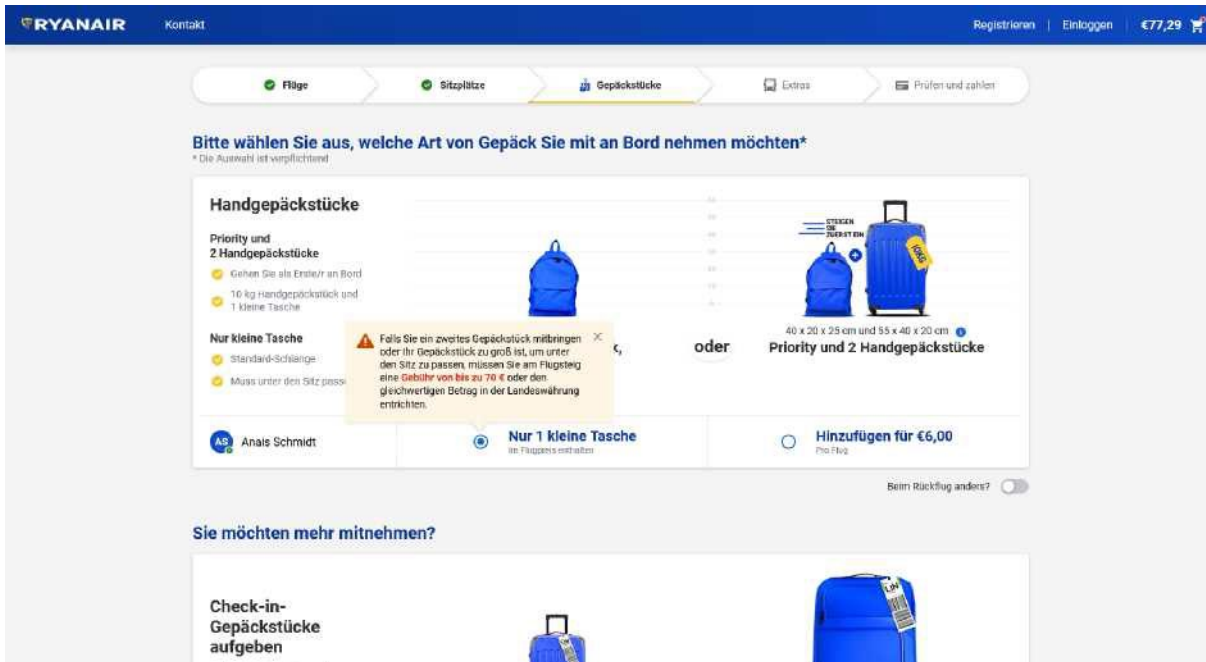 RYANAIR
Kontakt
Registrieren | Einloggen
€77,29
Flüge
Sitzplätze
Gepäckstücke
Extras
Prüfen und zahlen
Bitte wählen Sie aus, welche Art von Gepäck Sie mit an Bord nehmen möchten*
* Die Auswahl ist verpflichtend
Handgepäckstücke
Priority und
2 Handgepäckstücke
Gehen Sie als Erste/r an Bord
10 kg Handgepäckstück und
1 kleine Tasche
Nur kleine Tasche
Standard-Schlange
Muss unter den Sitz passe
Falls Sie ein zweites Gepäckstück mitbringen
oder Ihr Gepäckstück zu groß ist, um unter
den Sitz zu passen, müssen Sie am Flugsteig
eine Gebühr von bis zu 70 € oder den
gleichwertigen Betrag in der Landeswährung
entrichten.
oder
STEIGEN
SIE
ZUERST EIN
10KG
40 x 20 x 25 cm und 55 x 40 x 20 cm
Priority und 2 Handgepäckstücke
AS
Anais Schmidt
Nur 1 kleine Tasche
Im Flugpreis enthalten
Hinzufügen für €6,00
Pro Flug
Beim Rückflug anders?
Sie möchten mehr mitnehmen?
Check-in-
Gepäckstücke
aufgeben